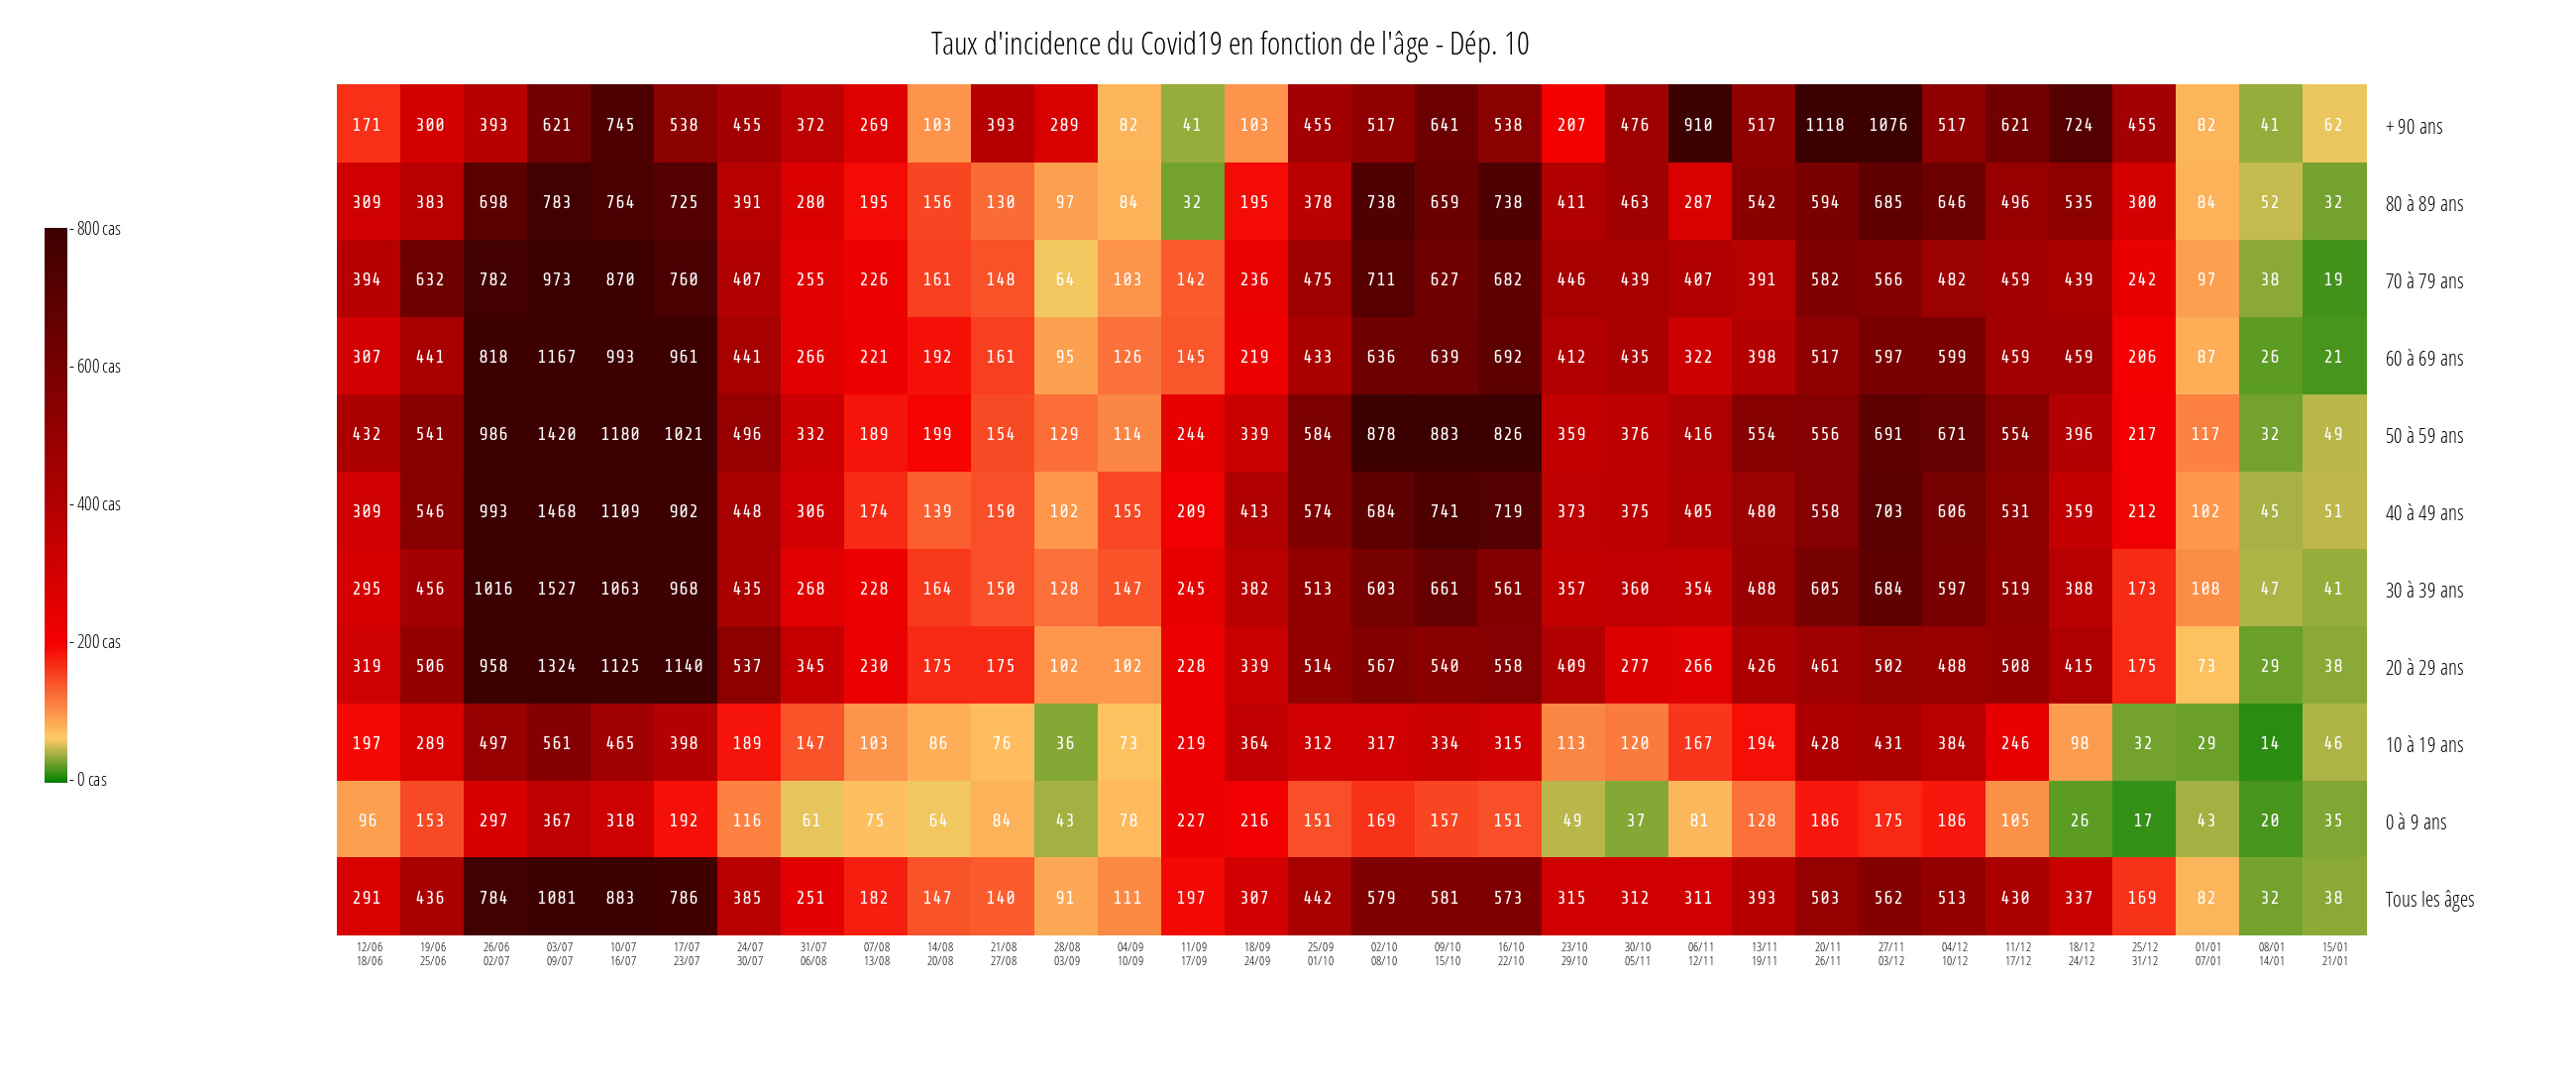 Taux d'incidence du Covid19 en fonction de l'âge - Dép. 10
- 800 cas
- 600 cas
- 400 cas
- 200 cas
- 0 cas
171 300 393 621 745 538 455 372 269 103 393 289 82 41 103 455 517 641 538 207 476 910 517 1118 1076 517 621 724 455 82 41 62 + 90 ans
309 383 698 783 764 725 391 280 195 156 130 97 84 32 195 378 738 659 738 411 463 287 542 594 685 646 496 535 300 84 52 32 80 à 89 ans
394 632 782 973 870 760 407 255 226 161 148 64 103 142 236 475 711 627 682 446 439 407 391 582 566 482 459 439 242 97 38 19 70 à 79 ans
307 441 818 1167 993 961 441 266 221 192 161 95 126 145 219 433 636 639 692 412 435 322 398 517 597 599 459 459 206 87 26 21 60 à 69 ans
432 541 986 1420 1180 1021 496 332 189 199 154 129 114 244 339 584 878 883 826 359 376 416 554 556 691 671 554 396 217 117 32 49 50 à 59 ans
309 546 993 1468 1109 902 448 306 174 139 150 102 155 209 413 574 684 741 719 373 375 405 480 558 703 606 531 359 212 102 45 51 40 à 49 ans
295 456 1016 1527 1063 968 435 268 228 164 150 128 147 245 382 513 603 661 561 357 360 354 488 605 684 597 519 388 173 108 47 41 30 à 39 ans
319 506 958 1324 1125 1140 537 345 230 175 175 102 102 228 339 514 567 540 558 409 277 266 426 461 502 488 508 415 175 73 29 38 20 à 29 ans
197 289 497 561 465 398 189 147 103 86 76 36 73 219 364 312 317 334 315 113 120 167 194 428 431 384 246 98 32 29 14 46 10 à 19 ans
96 153 297 367 318 192 116 61 75 64 84 43 78 227 216 151 169 157 151 49 37 81 128 186 175 186 105 26 17 43 20 35 0 à 9 ans
291 436 784 1081 883 786 385 251 182 147 140 91 111 197 307 442 579 581 573 315 312 311 393 503 562 513 430 337 169 82 32 38 Tous les âges
12/06 19/06 26/06 03/07 10/07 17/07 24/07 31/07 07/08 14/08 21/08 28/08 04/09 11/09 18/09 25/09 02/10 09/10 16/10 23/10 30/10 06/11 13/11 20/11 27/11 04/12 11/12 18/12 25/12 01/01 08/01 15/01
18/06 25/06 02/07 09/07 16/07 23/07 30/07 06/08 13/08 20/08 27/08 03/09 10/09 17/09 24/09 01/10 08/10 15/10 22/10 29/10 05/11 12/11 19/11 26/11 03/12 10/12 17/12 24/12 31/12 07/01 14/01 21/01